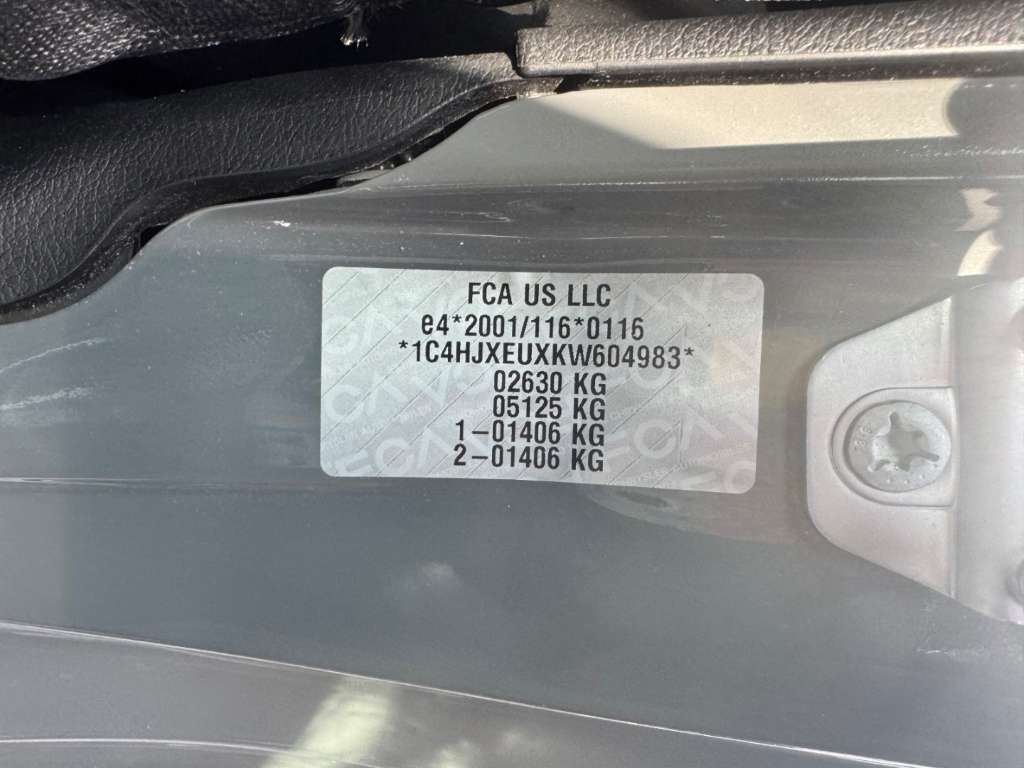 FCA US LLC
e4*2001/116*0116
*1C4HJXEUXKW604983*
02630 KG
05125 KG
1-01406 KG
2-01406 KG